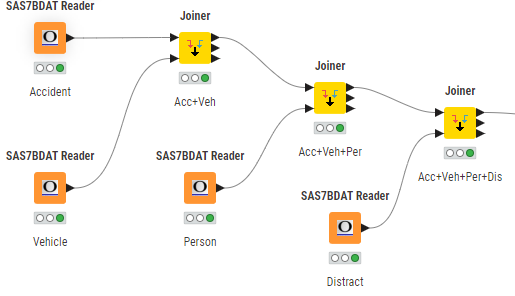 SAS7BDAT Reader
Accident
Joiner
Acc+Veh
Joiner
Acc+Veh+Per
Joiner
Acc+Veh+Per+Dis
SAS7BDAT Reader
Vehicle
SAS7BDAT Reader
Person
SAS7BDAT Reader
Distract